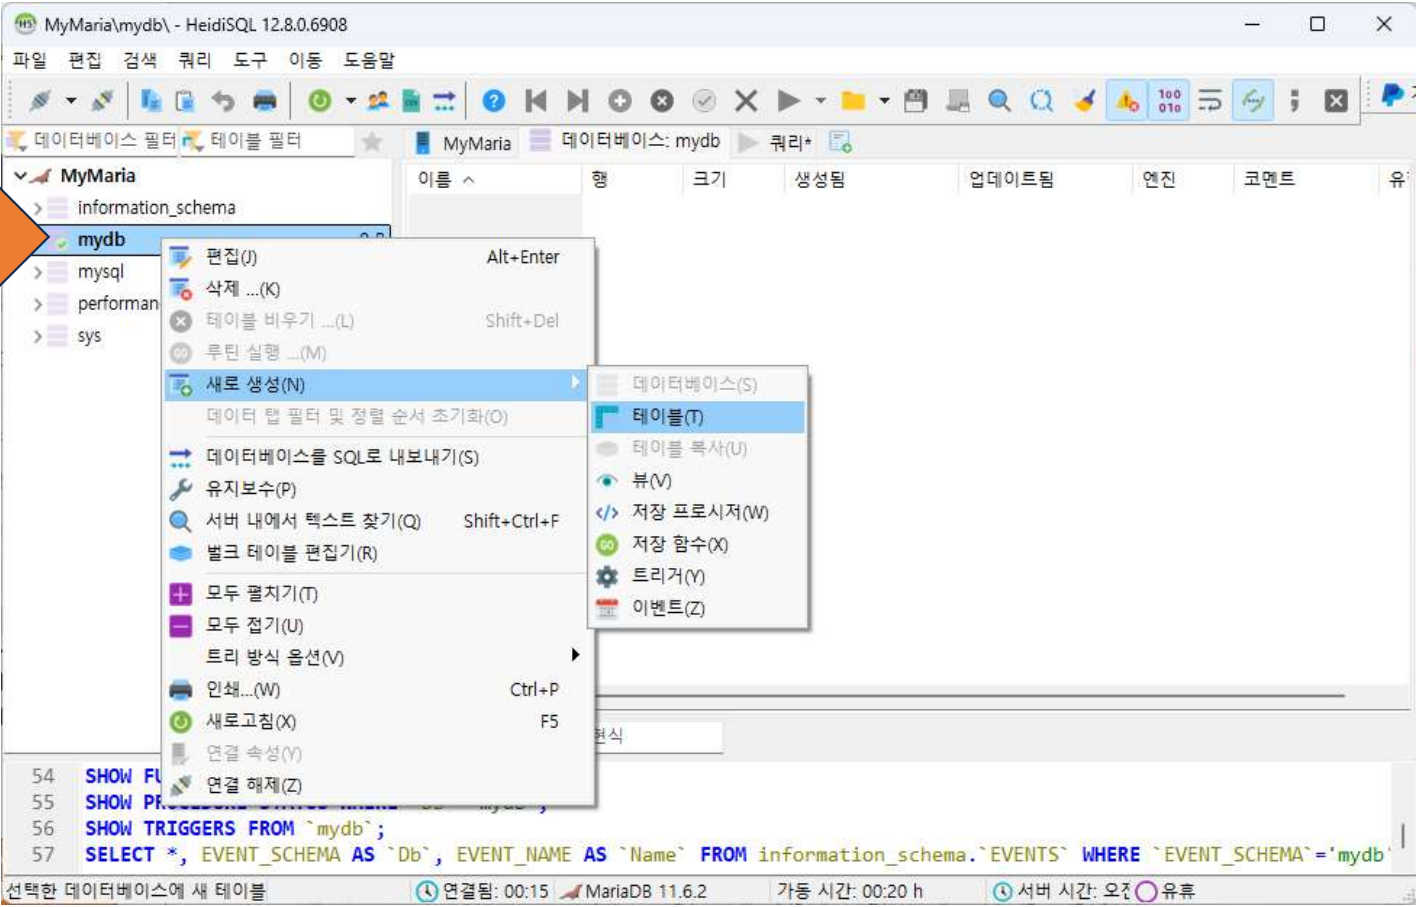 MyMaria\mydb\ - HeidiSQL 12.8.0.6908
파일 편집 검색 쿼리 도구 이동 도움말
데이터베이스 필터 테이블 필터
MyMaria 데이터베이스: mydb 쿼리*
MyMaria
information_schema
mydb
mysql
performan
sys
이름 행 크기 생성됨 업데이트됨 엔진 코멘트
편집(J) Alt+Enter
삭제 ...(K)
테이블 비우기 ...(L) Shift+Del
루틴 실행 ...(M)
새로 생성(N)
데이터 탭 필터 및 정렬 순서 초기화(O)
데이터베이스를 SQL로 내보내기(S)
유지보수(P)
서버 내에서 텍스트 찾기(Q) Shift+Ctrl+F
벌크 테이블 편집기(R)
모두 펼치기(T)
모두 접기(U)
트리 방식 옵션(V)
인쇄...(W) Ctrl+P
새로고침(X) F5
연결 속성(Y)
연결 해제(Z)
데이터베이스(S)
테이블(T)
테이블 복사(U)
뷰(V)
저장 프로시저(W)
저장 함수(X)
트리거(Y)
이벤트(Z)
현식
54 SHOW FU
55 SHOW
56 SHOW TRIGGERS FROM `mydb`;
57 SELECT *, EVENT_SCHEMA AS `Db`, EVENT_NAME AS `Name` FROM information_schema.`EVENTS` WHERE `EVENT_SCHEMA`='mydb'
선택한 데이터베이스에 새 테이블 연결됨: 00:15 MariaDB 11.6.2 가동 시간: 00:20 h 서버 시간: 유휴